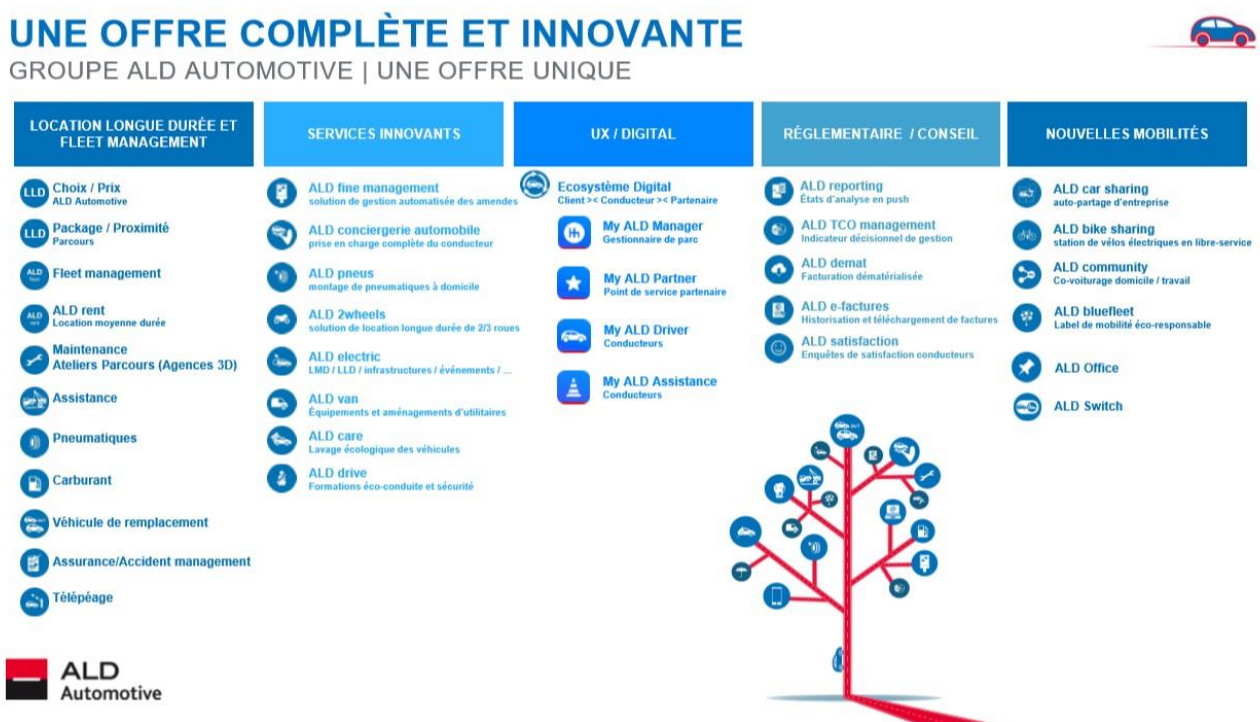 UNE OFFRE COMPLÈTE ET INNOVANTE
GROUPE ALD AUTOMOTIVE | UNE OFFRE UNIQUE
LOCATION LONGUE DURÉE ET
FLEET MANAGEMENT
LLD Choix / Prix
ALD Automotive
LLD Package / Proximité
Parcours
ALD Fleet management
ALD ALD rent
Location moyenne durée
Maintenance
Ateliers Parcours (Agences 3D)
Assistance
Pneumatiques
Carburant
Véhicule de remplacement
Assurance/Accident management
Télépéage
SERVICES INNOVANTS
ALD fine management
solution de gestion automatisée des amendes
ALD conciergerie automobile
prise en charge complète du conducteur
ALD pneus
montage de pneumatiques à domicile
ALD 2wheels
solution de location longue durée de 2/3 roues
ALD electric
LMD / LLD / infrastructures / événements / ...
ALD van
Équipements et aménagements d'utilitaires
ALD care
Lavage écologique des véhicules
ALD drive
Formations éco-conduite et sécurité
UX / DIGITAL
Ecosystème Digital
Client >< Conducteur >< Partenaire
My ALD Manager
Gestionnaire de parc
My ALD Partner
Point de service partenaire
My ALD Driver
Conducteurs
My ALD Assistance
Conducteurs
RÉGLEMENTAIRE / CONSEIL
ALD reporting
États d'analyse en push
ALD TCO management
Indicateur décisionnel de gestion
ALD demat
Facturation dématérialisée
ALD e-factures
Historisation et téléchargement de factures
ALD satisfaction
Enquêtes de satisfaction conducteurs
NOUVELLES MOBILITÉS
ALD car sharing
auto-partage d'entreprise
ALD bike sharing
station de vélos électriques en libre-service
ALD community
Co-voiturage domicile / travail
ALD bluefleet
Label de mobilité éco-responsable
ALD Office
ALD Switch
ALD
Automotive